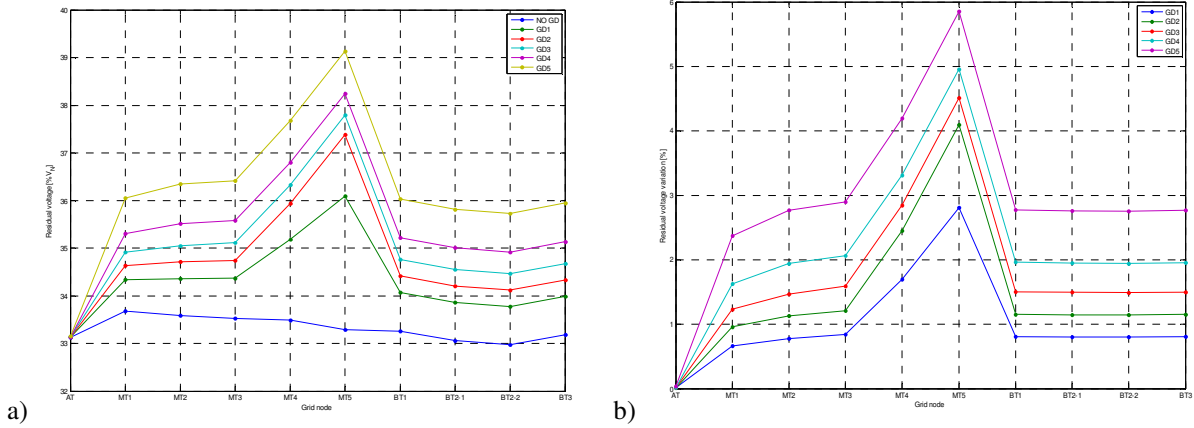 40
39
38
37
36
35
34
33
32
Residual voltage [% V_N]
AT MT1 MT2 MT3 MT4 MT5 BT1 BT2-1 BT2-2 BT3
Grid node
NO GD
GD1
GD2
GD3
GD4
GD5
a)
6
5
4
3
2
1
0
Residual voltage variation [%]
AT MT1 MT2 MT3 MT4 MT5 BT1 BT2-1 BT2-2 BT3
Grid node
GD1
GD2
GD3
GD4
GD5
b)